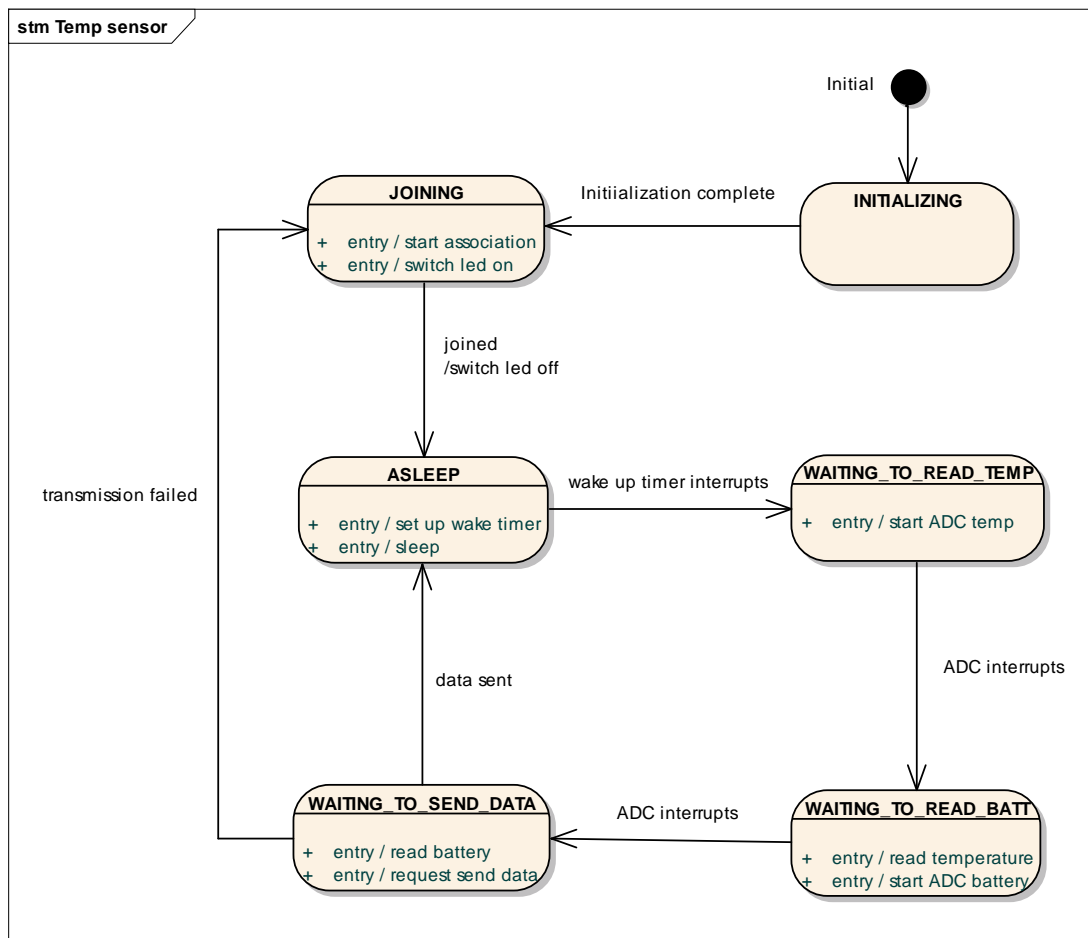 stm Temp sensor
Initial
JOINING
+ entry / start association
+ entry / switch led on
Initiialization complete
INITIALIZING
joined
/switch led off
transmission failed
ASLEEP
+ entry / set up wake timer
+ entry / sleep
wake up timer interrupts
WAITING_TO_READ_TEMP
+ entry / start ADC temp
data sent
ADC interrupts
WAITING_TO_SEND_DATA
+ entry / read battery
+ entry / request send data
ADC interrupts
WAITING_TO_READ_BATT
+ entry / read temperature
+ entry / start ADC battery